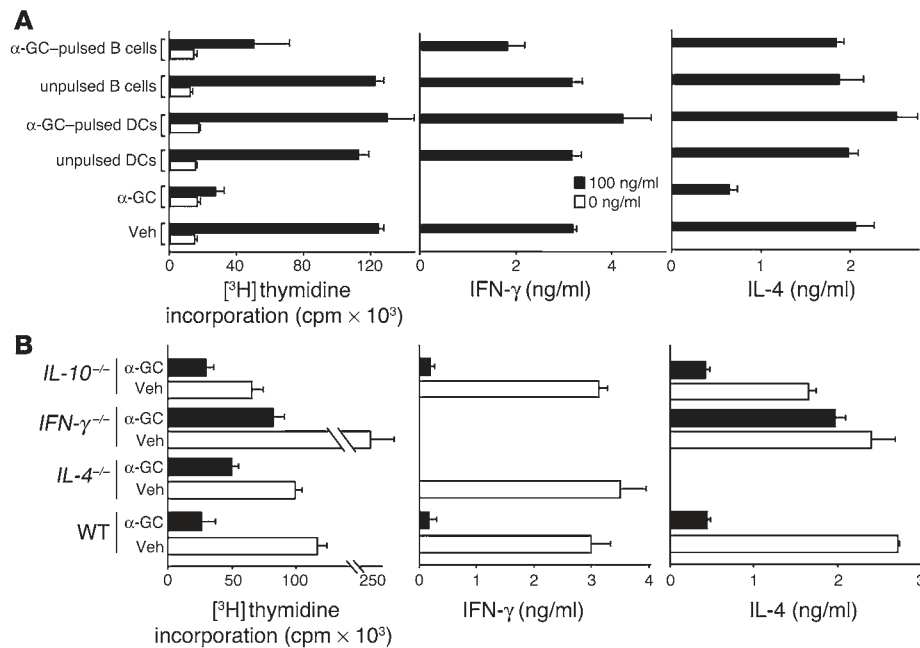 A
α-GC–pulsed B cells
unpulsed B cells
α-GC–pulsed DCs
unpulsed DCs
α-GC
Veh
100 ng/ml
0 ng/ml
0 40 80 120
0 2 4
0 1 2
[³H] thymidine
incorporation (cpm × 10³)
IFN-γ (ng/ml)
IL-4 (ng/ml)
B
IL-10⁻/⁻ α-GC
Veh
IFN-γ⁻/⁻ α-GC
Veh
IL-4⁻/⁻ α-GC
Veh
WT α-GC
Veh
0 50 100 250
0 1 2 3 4
0 1 2 3
[³H] thymidine
incorporation (cpm × 10³)
IFN-γ (ng/ml)
IL-4 (ng/ml)